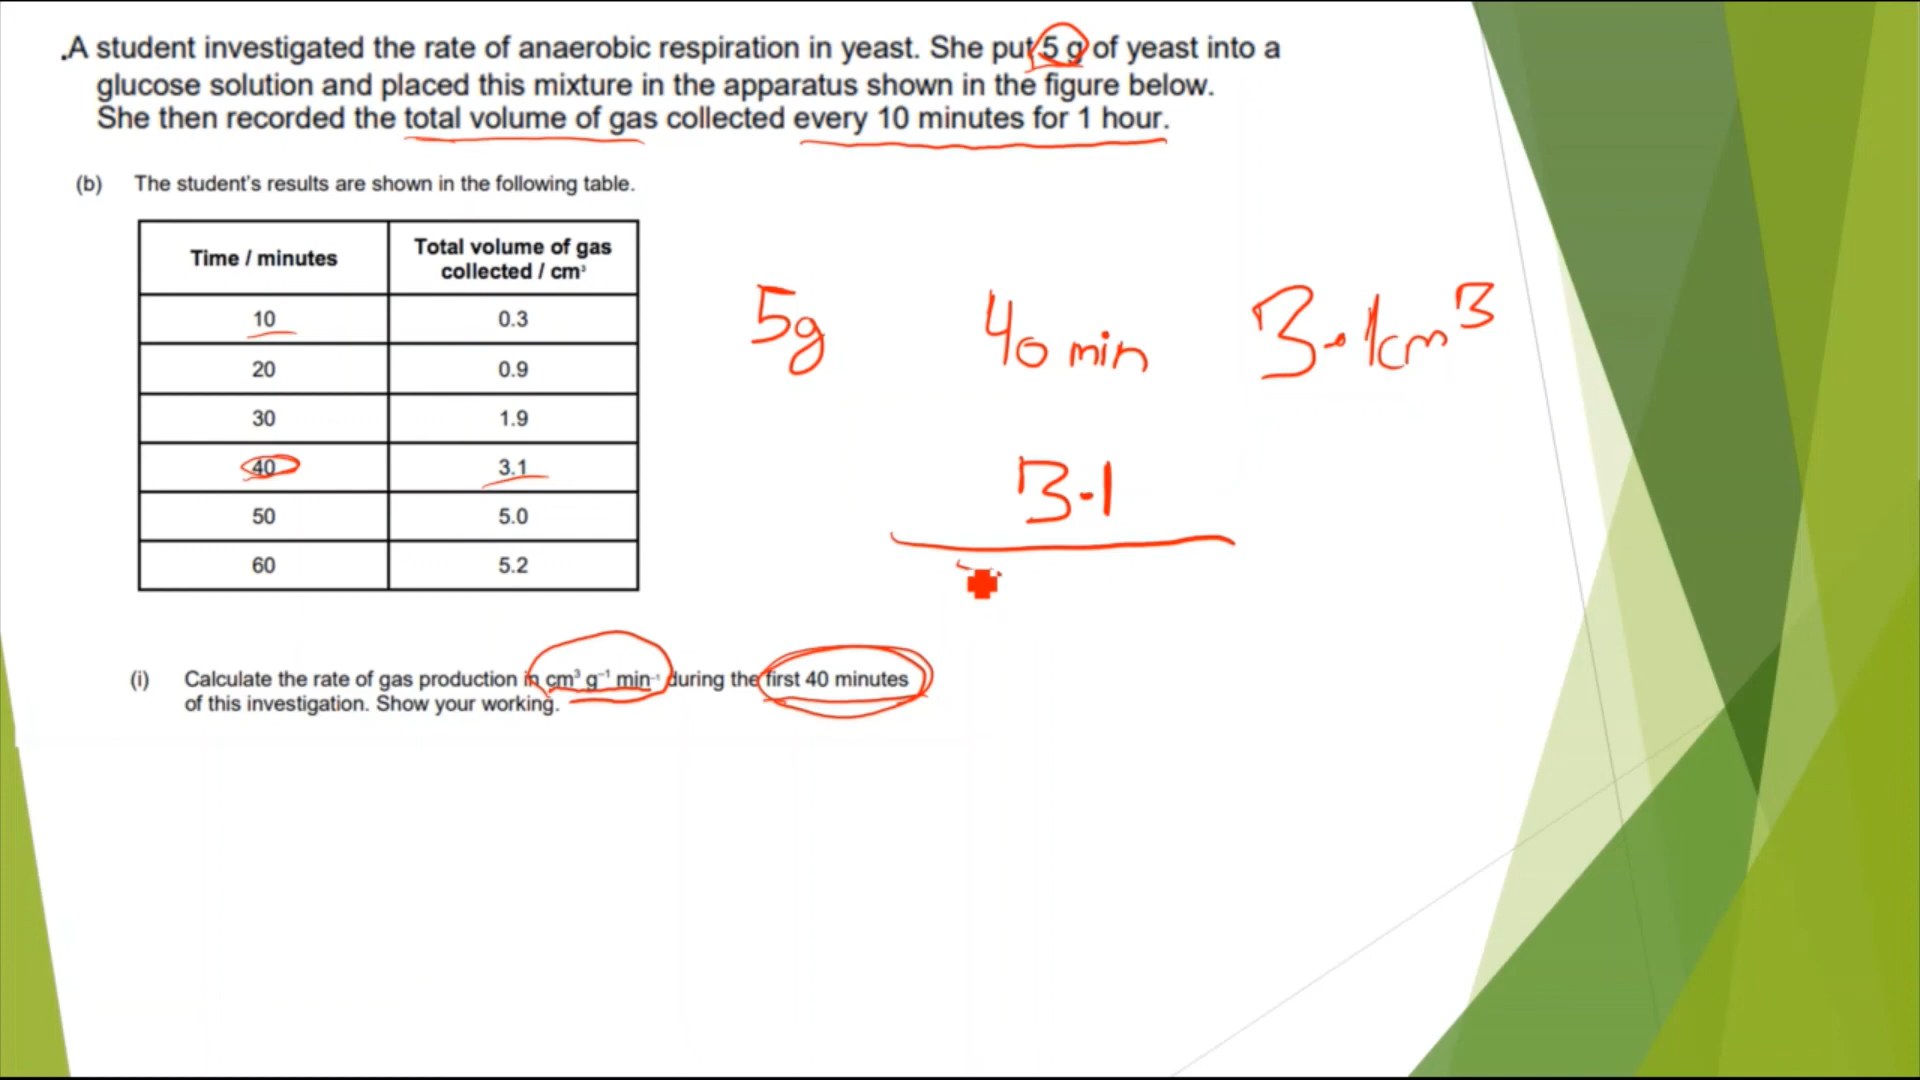 .A student investigated the rate of anaerobic respiration in yeast. She put 5 g of yeast into a
glucose solution and placed this mixture in the apparatus shown in the figure below.
She then recorded the total volume of gas collected every 10 minutes for 1 hour.
(b) The student's results are shown in the following table.
Time / minutes Total volume of gas collected / cm³
10 0.3
20 0.9
30 1.9
40 3.1
50 5.0
60 5.2
5g 40 min 3.1cm³
3.1
(i) Calculate the rate of gas production in cm³ g⁻¹ min⁻¹ during the first 40 minutes
of this investigation. Show your working.